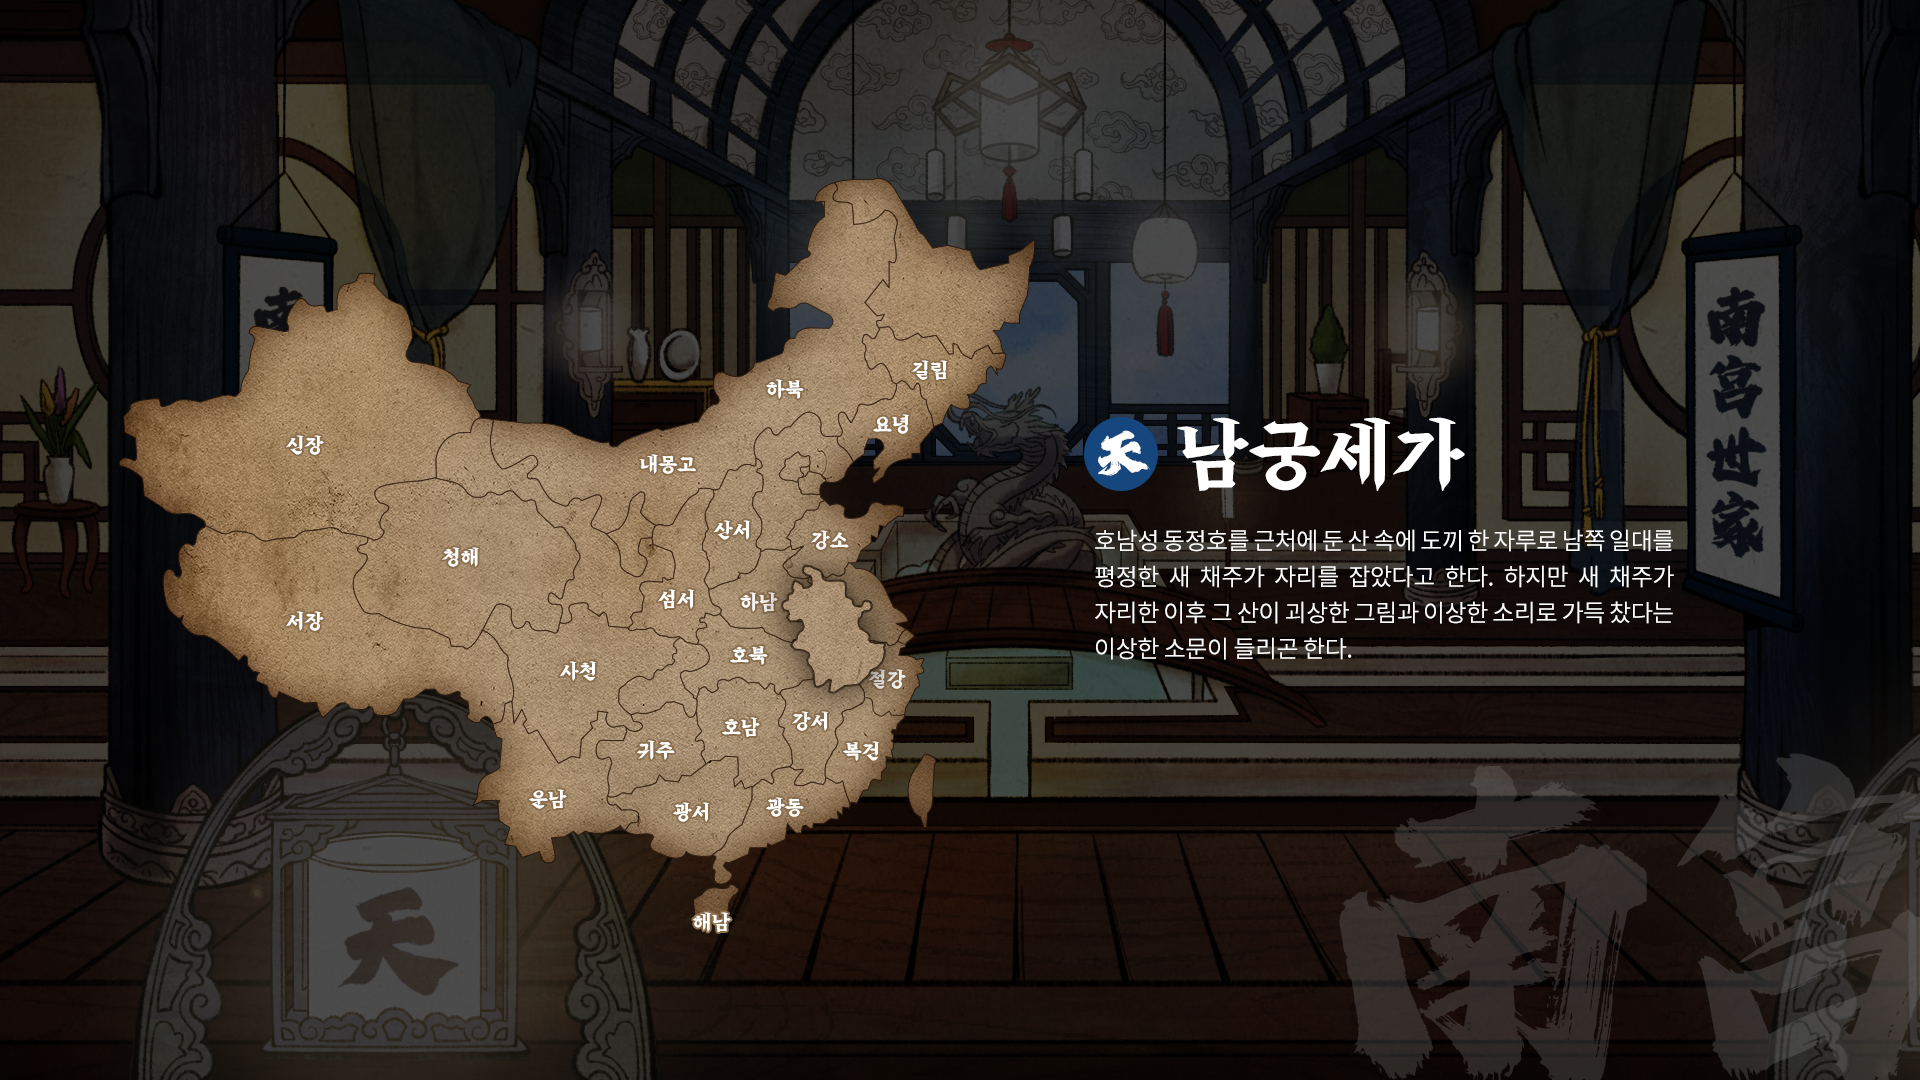 南
길림
하북
요녕
신장
내몽고
산서
강소
청해
섬서
하남
서장
호북
사천
절강
호남
강서
귀주
복건
운남
광서
광동
해남
天
天 남궁세가
호남성 동정호를 근처에 둔 산 속에 도끼 한 자루로 남쪽 일대를
평정한 새 채주가 자리를 잡았다고 한다. 하지만 새 채주가
자리한 이후 그 산이 괴상한 그림과 이상한 소리로 가득 찼다는
이상한 소문이 들리곤 한다.
南
宮
世
家
南宮